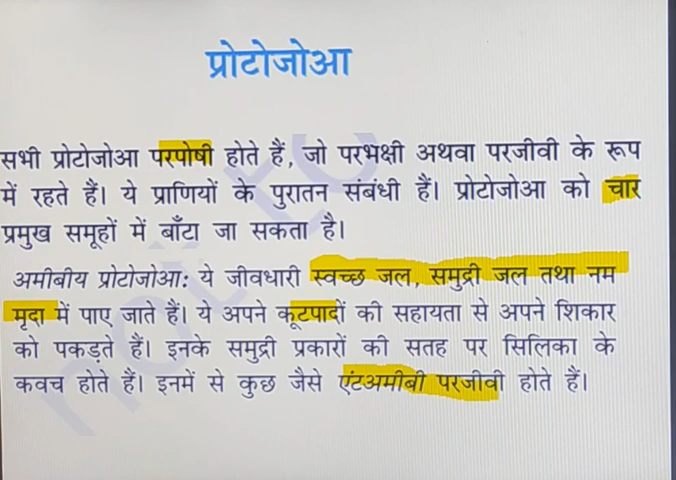 प्रोटोजोआ
सभी प्रोटोजोआ परपोषी होते हैं, जो परभक्षी अथवा परजीवी के रूप
में रहते हैं। ये प्राणियों के पुरातन संबंधी हैं। प्रोटोजोआ को चार
प्रमुख समूहों में बाँटा जा सकता है।
अमीबीय प्रोटोजोआ: ये जीवधारी स्वच्छ जल, समुद्री जल तथा नम
मृदा में पाए जाते हैं। ये अपने कूटपादों की सहायता से अपने शिकार
को पकड़ते हैं। इनके समुद्री प्रकारों की सतह पर सिलिका के
कवच होते हैं। इनमें से कुछ जैसे एंटअमीबी परजीवी होते हैं।